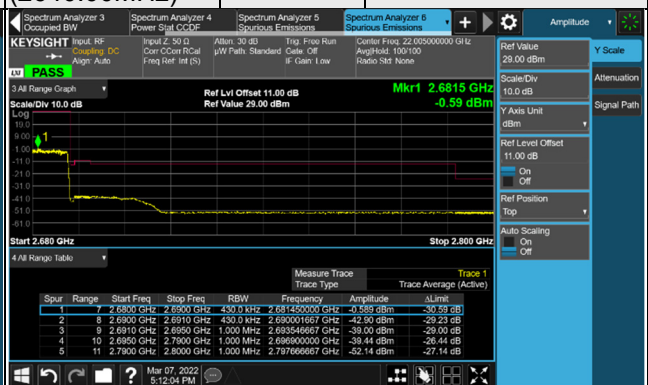 (2640.00MHz)
Spectrum Analyzer 3
Occupied BW
Spectrum Analyzer 4
Power Stat CCDF
Spectrum Analyzer 5
Spurious Emissions
Spectrum Analyzer 6
Spurious Emissions
Amplitude
KEYSIGHT
Input: RF
Coupling: DC
Align: Auto
Input Z: 50 Ω
Corr CCorr RCal
Freq Ref: Int (S)
Atten: 30 dB
µW Path: Standard
Trig: Free Run
Gate: Off
IF Gain: Low
Center Freq: 22.005000000 GHz
Avg|Hold: 100/100
Radio Std: None
LXI
PASS
3 All Range Graph
Ref Lvl Offset 11.00 dB
Mkr1 2.6815 GHz
Scale/Div 10.0 dB
Ref Value 29.00 dBm
-0.59 dBm
Log
19.0
9.00
1
-1.00
-11.0
-21.0
-31.0
-41.0
-51.0
-61.0
Start 2.680 GHz
Stop 2.800 GHz
4 All Range Table
Measure Trace Trace 1
Trace Type Trace Average (Active)
Spur Range Start Freq Stop Freq RBW Frequency Amplitude ΔLimit
1 7 2.6800 GHz 2.6900 GHz 430.0 kHz 2.681450000 GHz -0.589 dBm -30.59 dB
2 8 2.6900 GHz 2.6910 GHz 430.0 kHz 2.690001667 GHz -42.90 dBm -29.23 dB
3 9 2.6910 GHz 2.6950 GHz 1.000 MHz 2.693546667 GHz -39.00 dBm -29.00 dB
4 10 2.6950 GHz 2.7900 GHz 1.000 MHz 2.696900000 GHz -39.44 dBm -26.44 dB
5 11 2.7900 GHz 2.8000 GHz 1.000 MHz 2.797666667 GHz -52.14 dBm -27.14 dB
Ref Value
29.00 dBm
Scale/Div
10.0 dB
Y Axis Unit
dBm
Ref Level Offset
11.00 dB
On
Off
Ref Position
Top
Auto Scaling
On
Off
Y Scale
Attenuation
Signal Path
?
Mar 07, 2022
5:12:04 PM